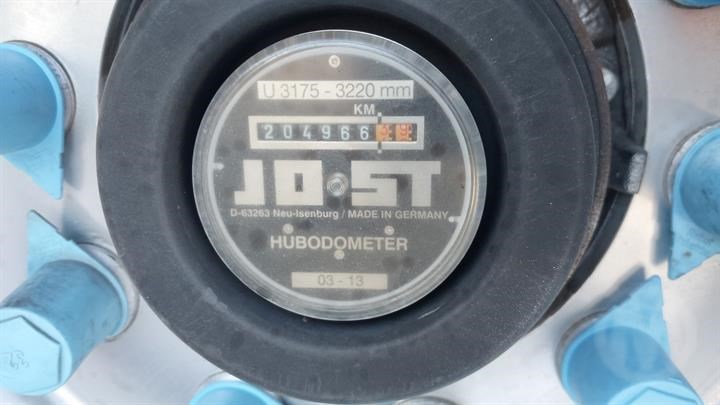 U 3175 - 3220 mm
KM
204966
JOST
D-63263 Neu-Isenburg / MADE IN GERMANY
HUBODOMETER
03 - 13